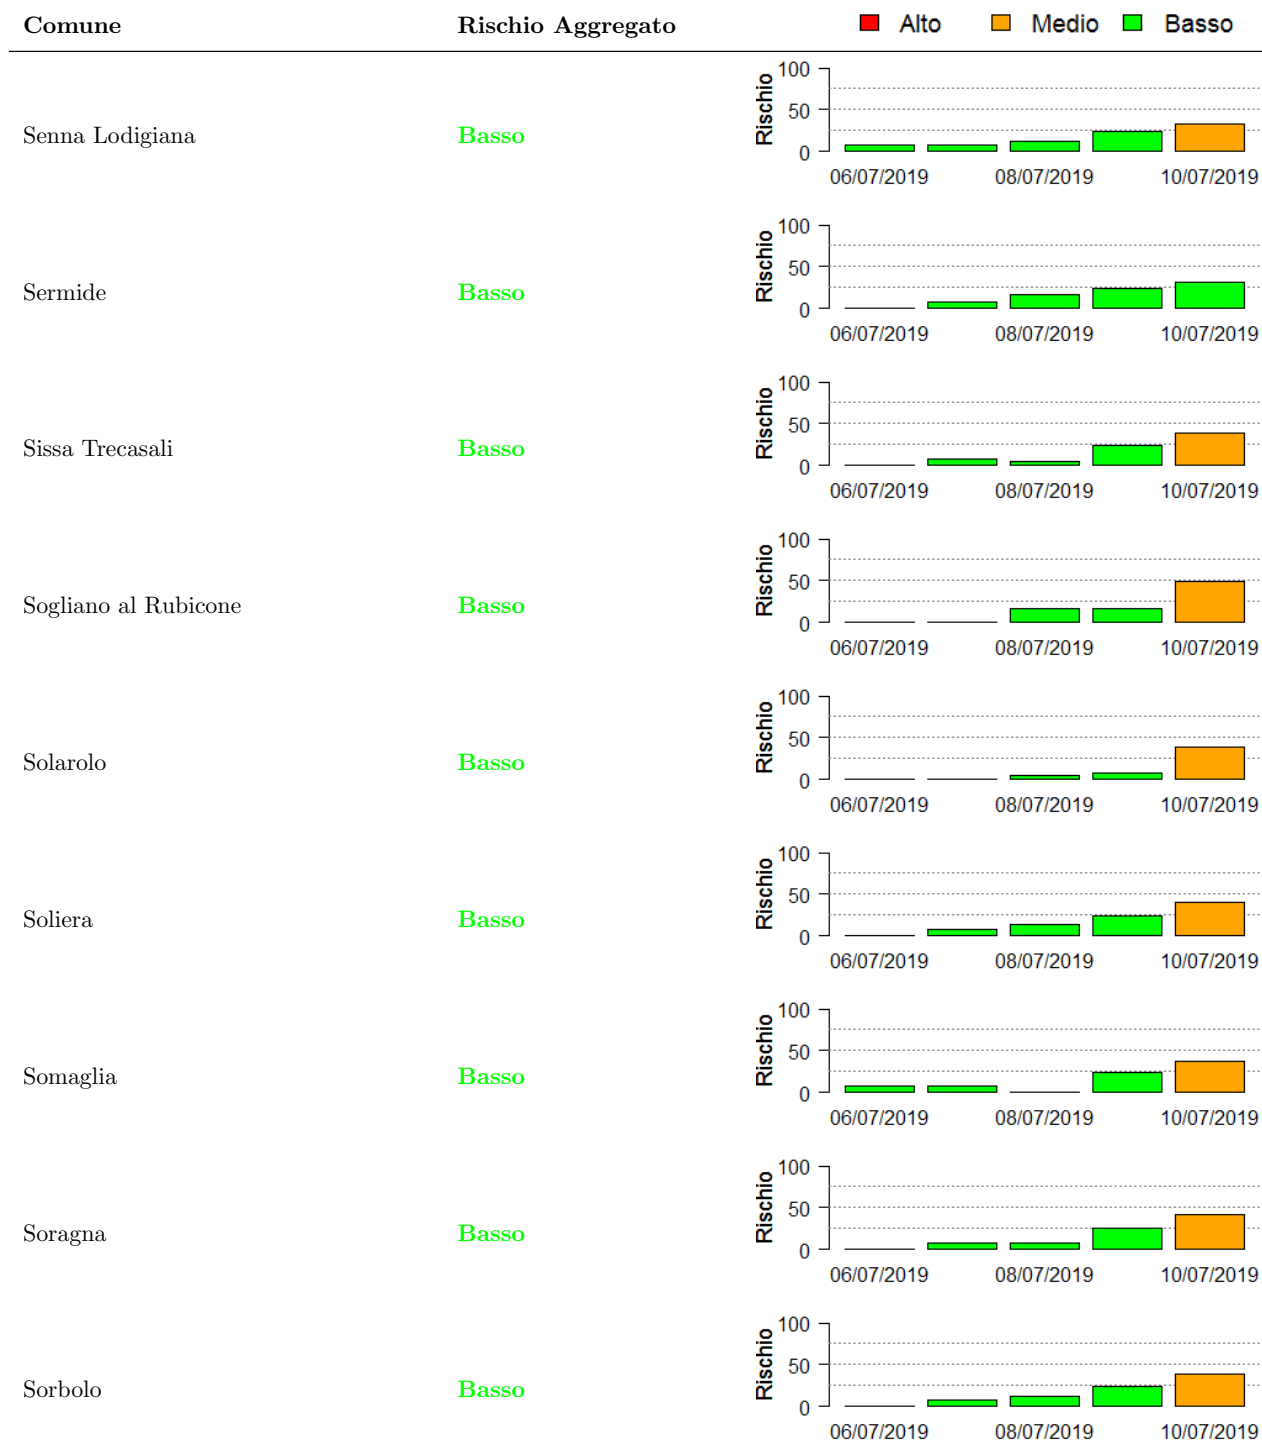 Comune Rischio Aggregato Alto Medio Basso
100
50
0
Rischio
Senna Lodigiana Basso
06/07/2019 08/07/2019 10/07/2019
100
50
0
Rischio
Sermide Basso
06/07/2019 08/07/2019 10/07/2019
100
50
0
Rischio
Sissa Trecasali Basso
06/07/2019 08/07/2019 10/07/2019
100
50
0
Rischio
Sogliano al Rubicone Basso
06/07/2019 08/07/2019 10/07/2019
100
50
0
Rischio
Solarolo Basso
06/07/2019 08/07/2019 10/07/2019
100
50
0
Rischio
Soliera Basso
06/07/2019 08/07/2019 10/07/2019
100
50
0
Rischio
Somaglia Basso
06/07/2019 08/07/2019 10/07/2019
100
50
0
Rischio
Soragna Basso
06/07/2019 08/07/2019 10/07/2019
100
50
0
Rischio
Sorbolo Basso
06/07/2019 08/07/2019 10/07/2019